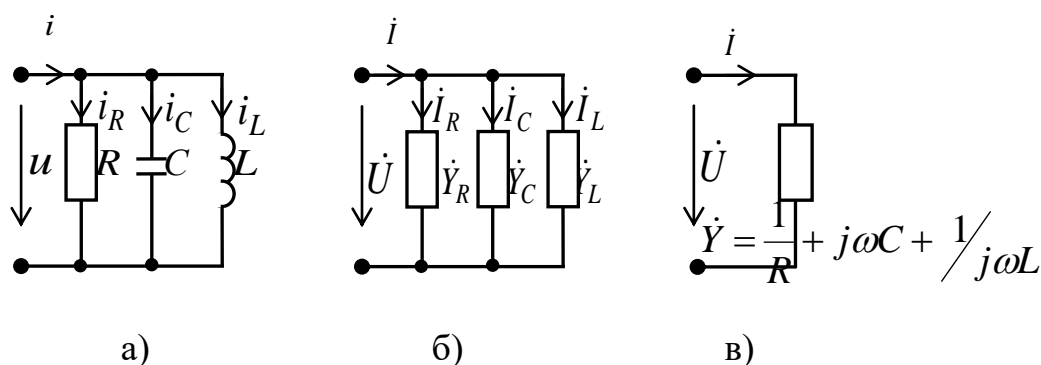 i İ İ
i_R i_C i_L İ_R İ_C İ_L
u R C L U̇ Ẏ_R Ẏ_C Ẏ_L U̇
Ẏ = 1/R + jωC + 1/jωL
а) б) в)